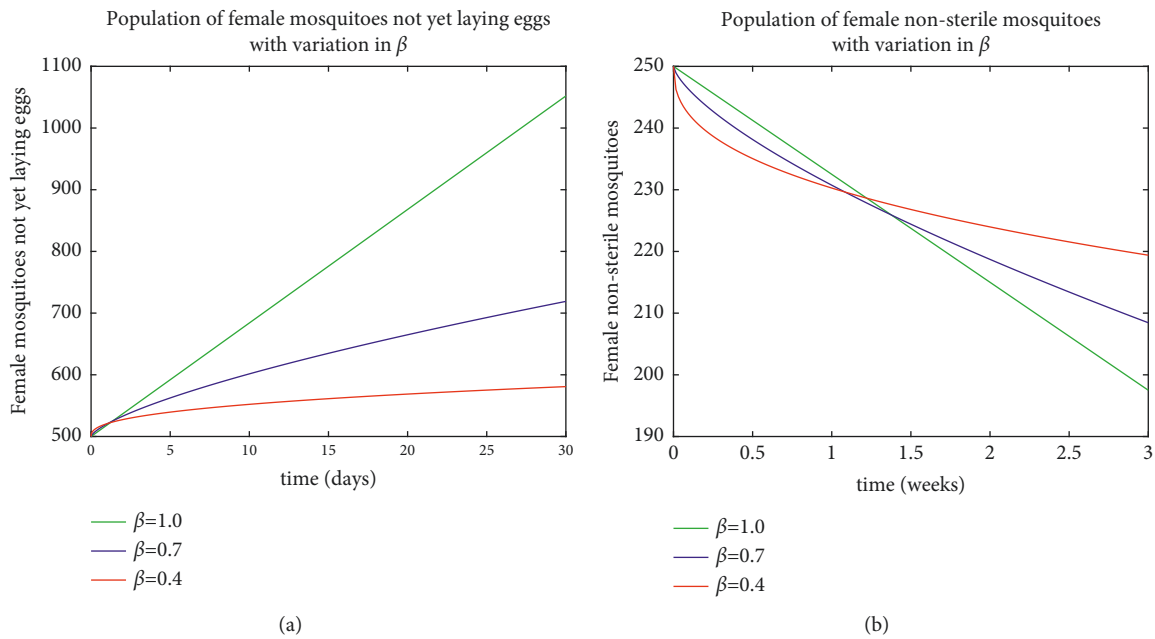 Population of female mosquitoes not yet laying eggs
with variation in β
Female mosquitoes not yet laying eggs
1100
1000
900
800
700
600
500
0 5 10 15 20 25 30
time (days)
β=1.0
β=0.7
β=0.4
(a)
Population of female non-sterile mosquitoes
with variation in β
Female non-sterile mosquitoes
250
240
230
220
210
200
190
0 0.5 1 1.5 2 2.5 3
time (weeks)
β=1.0
β=0.7
β=0.4
(b)